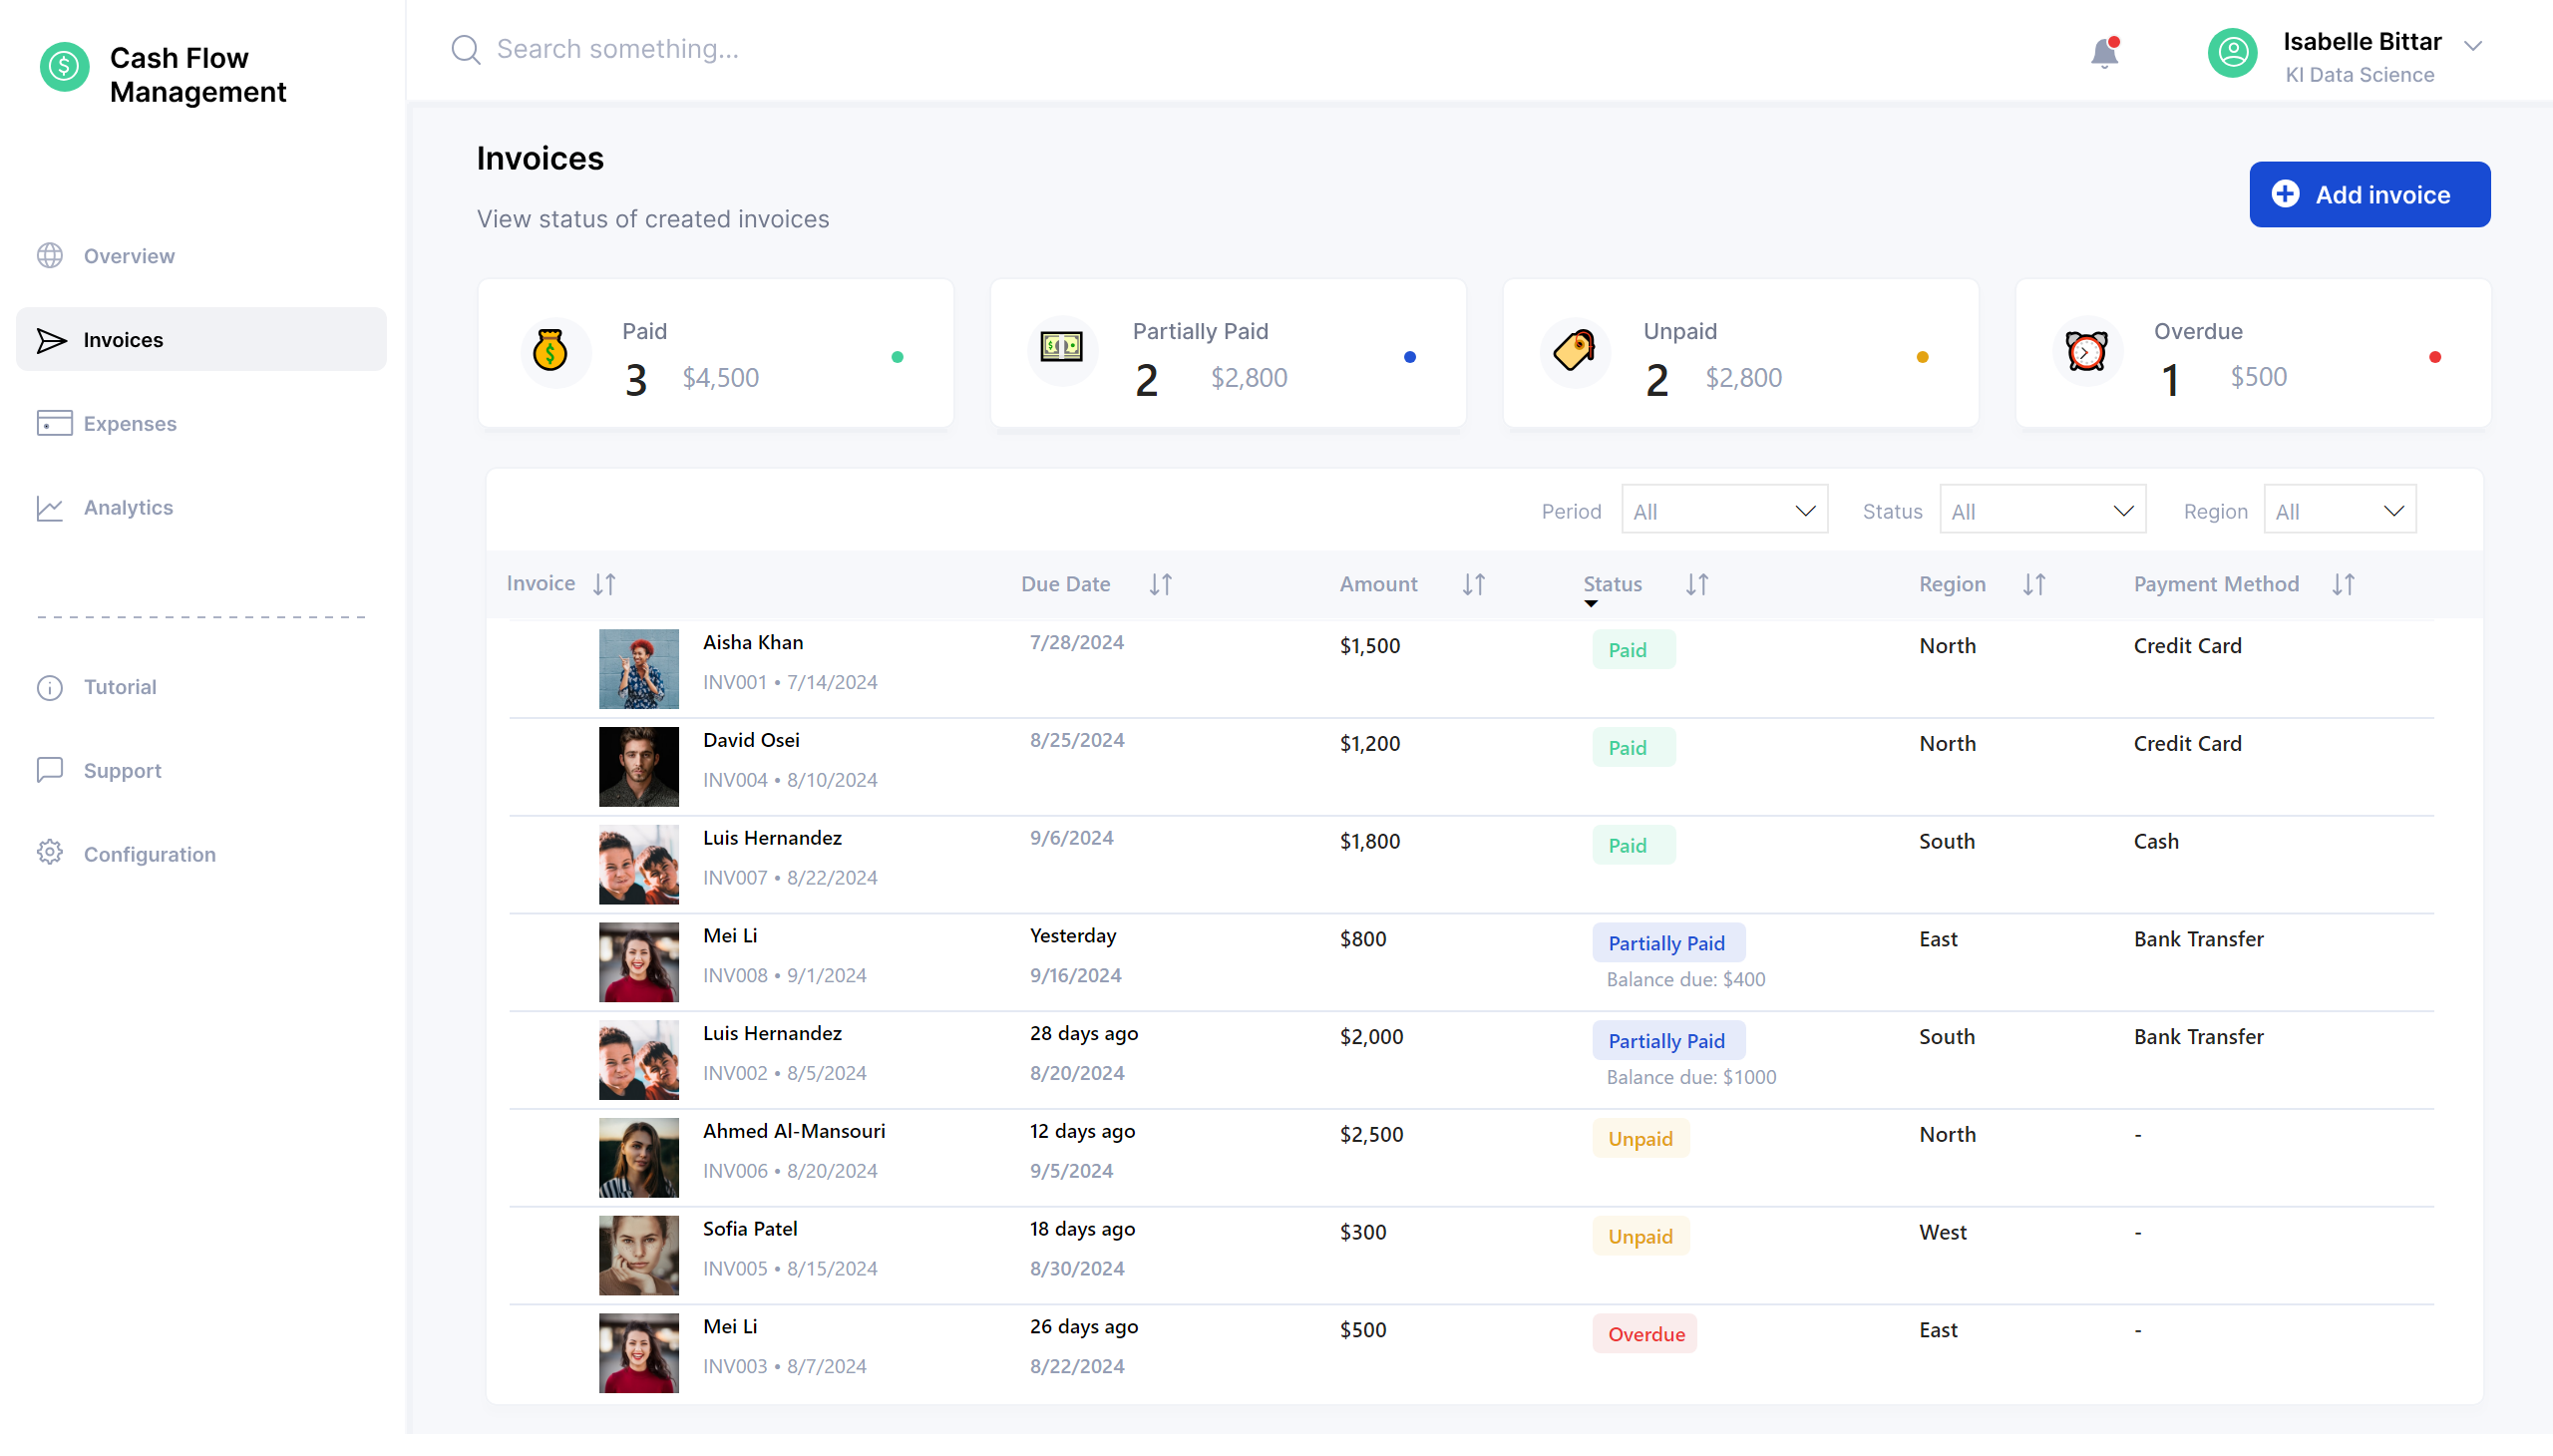 Cash Flow
Management
Search something...
Isabelle Bittar
KI Data Science
Overview
Invoices
Expenses
Analytics
Tutorial
Support
Configuration
Invoices
View status of created invoices
Add invoice
Paid
3 $4,500
Partially Paid
2 $2,800
Unpaid
2 $2,800
Overdue
1 $500
Period All Status All Region All
Invoice Due Date Amount Status Region Payment Method
Aisha Khan 7/28/2024 $1,500 Paid North Credit Card
INV001 • 7/14/2024
David Osei 8/25/2024 $1,200 Paid North Credit Card
INV004 • 8/10/2024
Luis Hernandez 9/6/2024 $1,800 Paid South Cash
INV007 • 8/22/2024
Mei Li Yesterday $800 Partially Paid East Bank Transfer
INV008 • 9/1/2024 9/16/2024 Balance due: $400
Luis Hernandez 28 days ago $2,000 Partially Paid South Bank Transfer
INV002 • 8/5/2024 8/20/2024 Balance due: $1000
Ahmed Al-Mansouri 12 days ago $2,500 Unpaid North -
INV006 • 8/20/2024 9/5/2024
Sofia Patel 18 days ago $300 Unpaid West -
INV005 • 8/15/2024 8/30/2024
Mei Li 26 days ago $500 Overdue East -
INV003 • 8/7/2024 8/22/2024